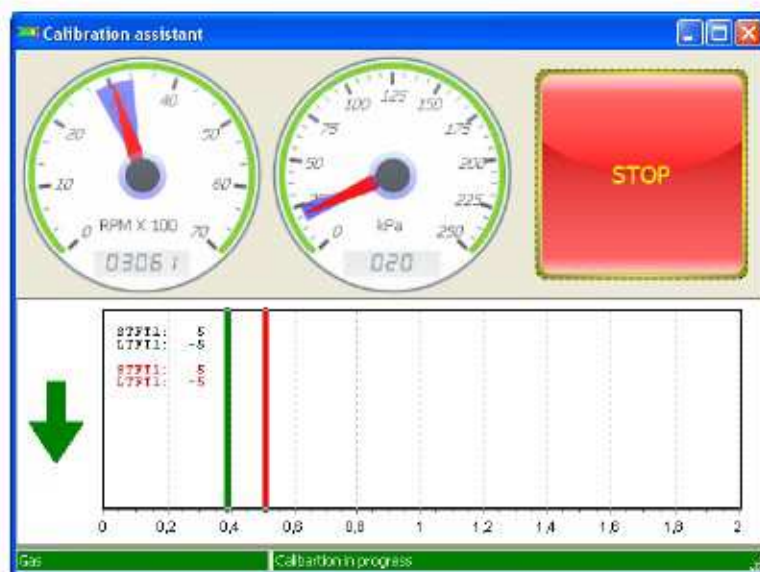 Calibration assistant
0
10
20
40
50
60
70
RPM X 100
03061
0
25
50
75
100
125
150
175
200
225
250
kPa
020
STOP
STFT1: 5
LTFT1: -5
STFT1: 5
LTFT1: -5
0 0,2 0,4 0,6 0,8 1 1,2 1,4 1,6 1,8 2
Gas
Calibartion in progress